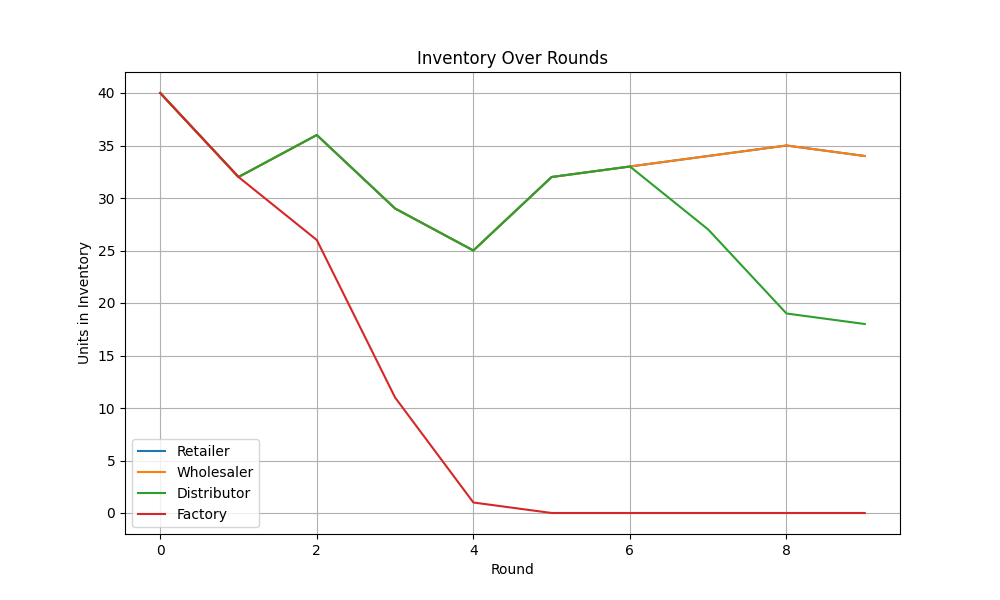 Inventory Over Rounds
40
35
30
25
20
15
10
5
0
Units in Inventory
Retailer
Wholesaler
Distributor
Factory
0 2 4 6 8
Round